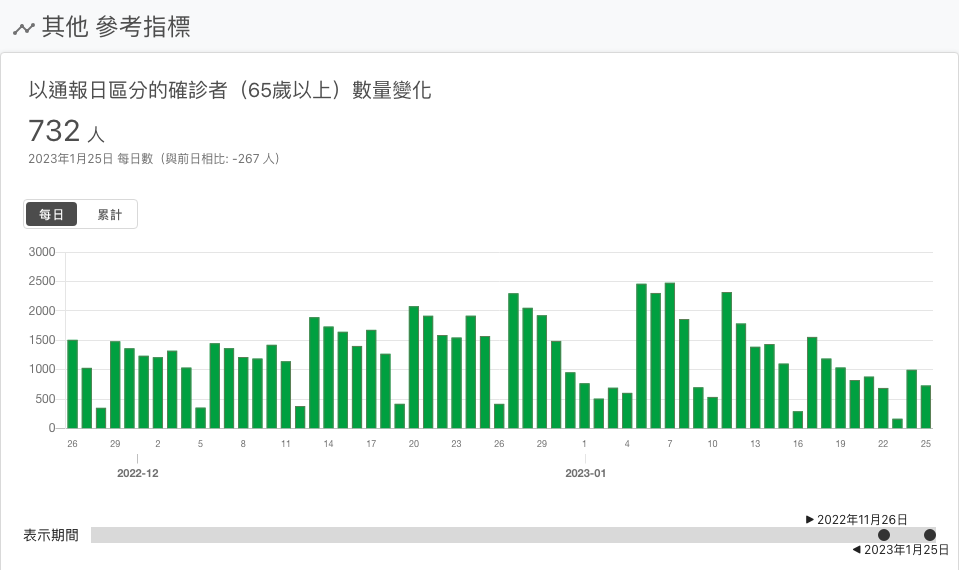 其他 參考指標
以通報日區分的確診者（65歲以上）數量變化
732 人
2023年1月25日 每日數（與前日相比: -267 人）
每日 累計
3000
2500
2000
1500
1000
500
0
26 29 2 5 8 11 14 17 20 23 26 29 1 4 7 10 13 16 19 22 25
2022-12 2023-01
▶ 2022年11月26日
表示期間
◀ 2023年1月25日